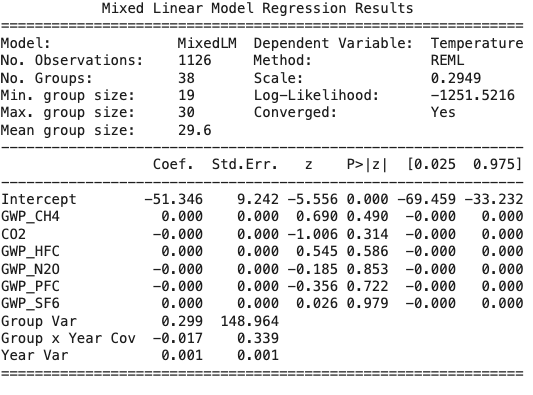 Mixed Linear Model Regression Results
================================================================
Model: MixedLM Dependent Variable: Temperature
No. Observations: 1126 Method: REML
No. Groups: 38 Scale: 0.2949
Min. group size: 19 Log-Likelihood: -1251.5216
Max. group size: 30 Converged: Yes
Mean group size: 29.6
----------------------------------------------------------------
Coef. Std.Err. z P>|z| [0.025 0.975]
----------------------------------------------------------------
Intercept -51.346 9.242 -5.556 0.000 -69.459 -33.232
GWP_CH4 0.000 0.000 0.690 0.490 -0.000 0.000
CO2 -0.000 0.000 -1.006 0.314 -0.000 0.000
GWP_HFC 0.000 0.000 0.545 0.586 -0.000 0.000
GWP_N2O -0.000 0.000 -0.185 0.853 -0.000 0.000
GWP_PFC -0.000 0.000 -0.356 0.722 -0.000 0.000
GWP_SF6 0.000 0.000 0.026 0.979 -0.000 0.000
Group Var 0.299 148.964
Group x Year Cov -0.017 0.339
Year Var 0.001 0.001
================================================================